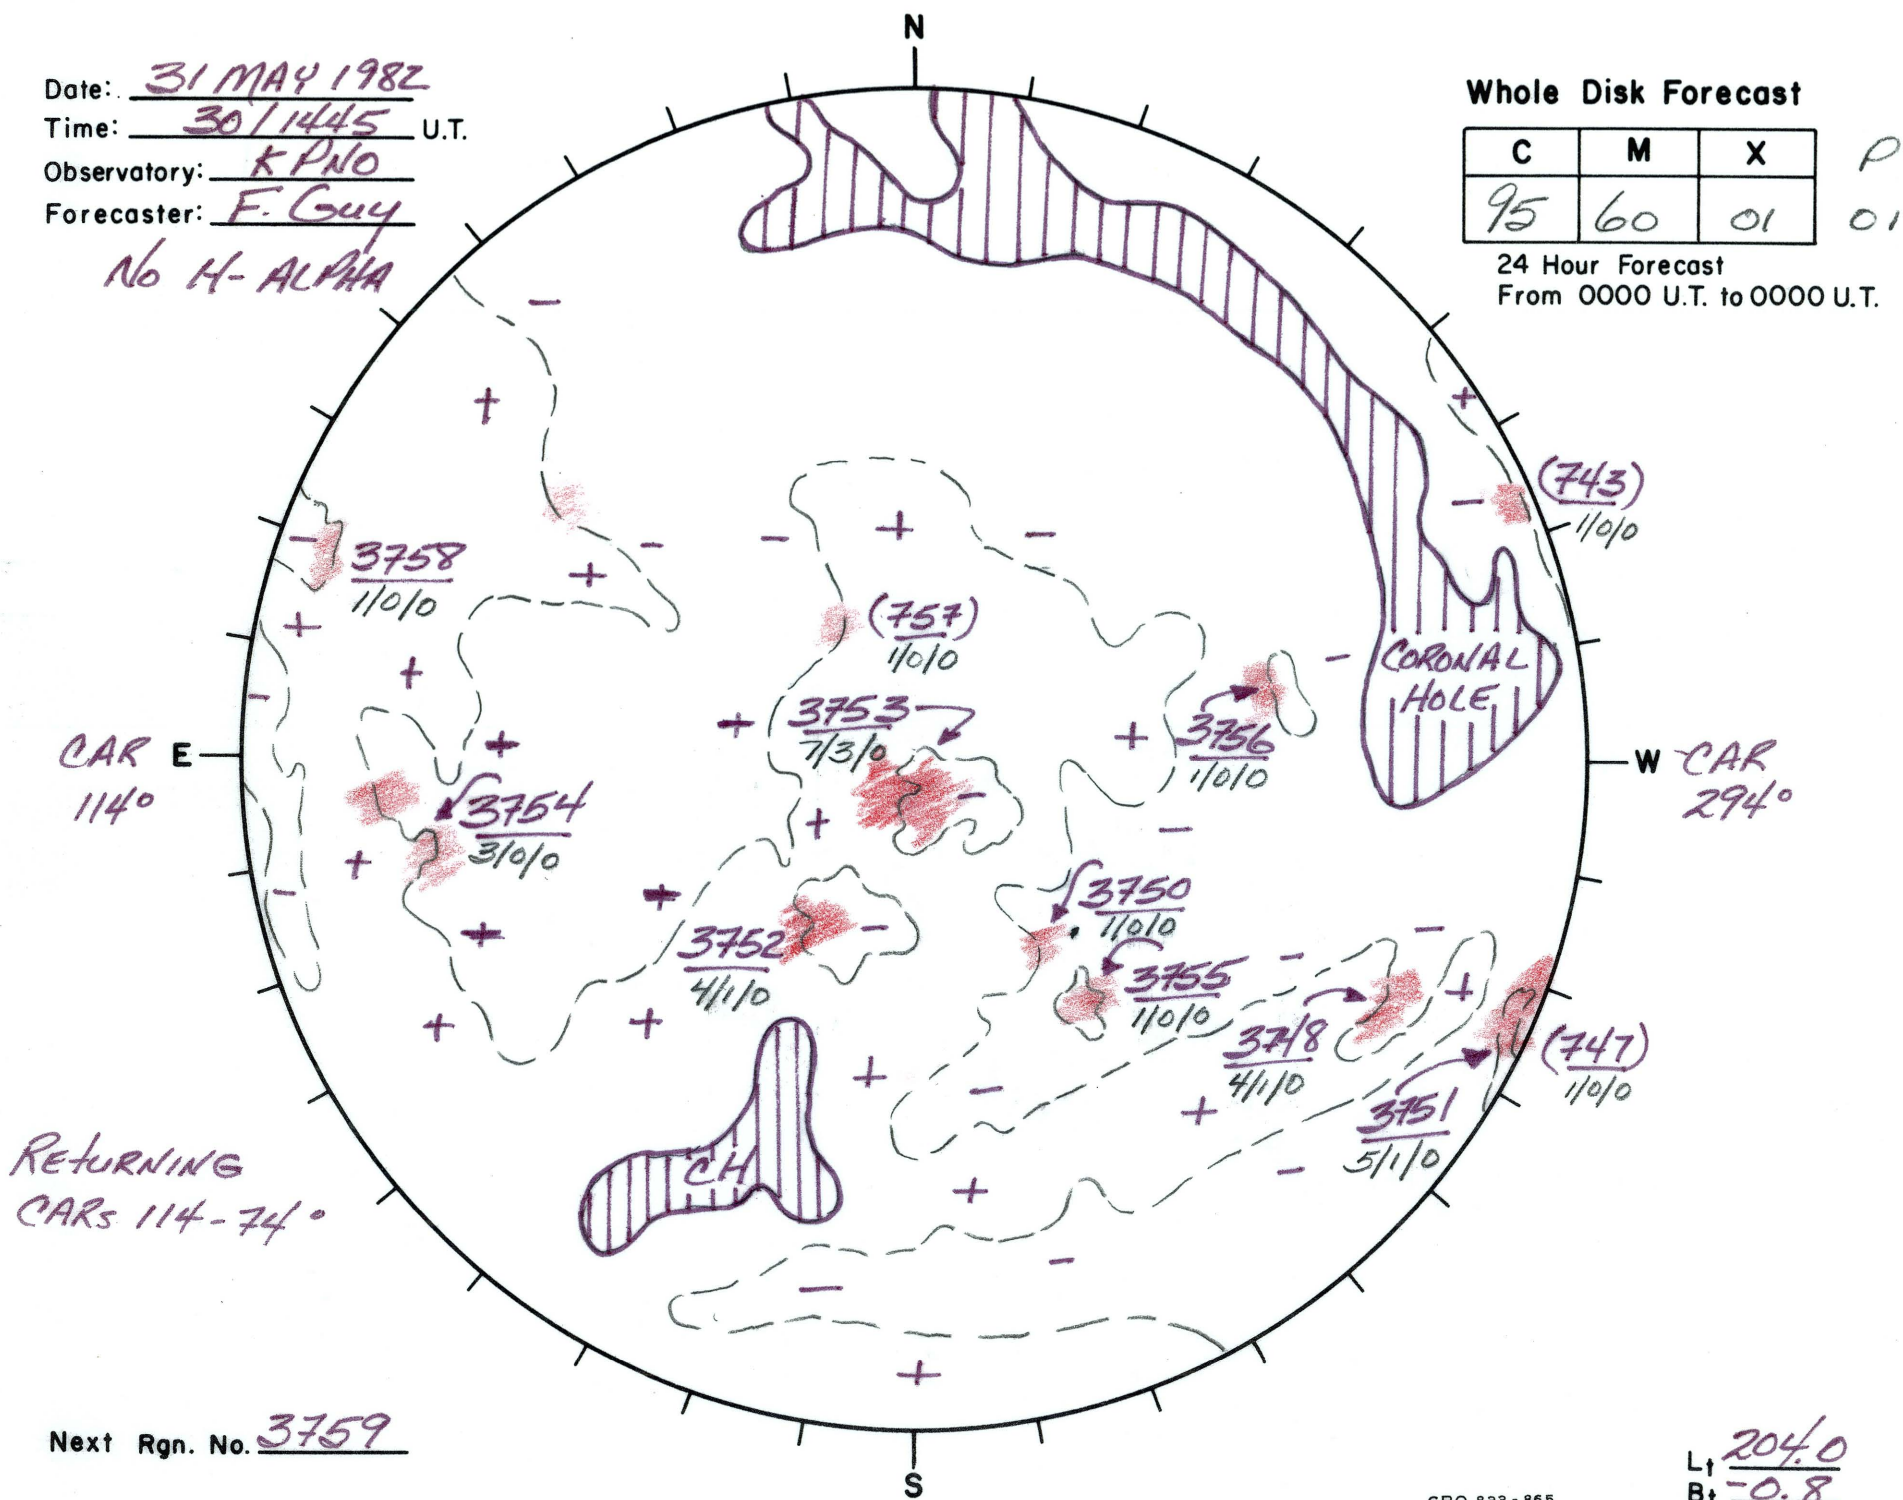 N
Date: 31 MAY 1982
Time: 30/1445 U.T.
Observatory: KPNO
Forecaster: F. Guy
No H-ALPHA
Whole Disk Forecast
C M X P
95 60 01 01
24 Hour Forecast
From 0000 U.T. to 0000 U.T.
(743)
1/0/0
3758
1/0/0
(757)
1/0/0
CORONAL
HOLE
3753
7/3/0
3756
1/0/0
CAR E
114°
W CAR
294°
3754
3/0/0
3750
1/0/0
3752
4/1/0
3755
1/0/0
3748
4/1/0
(747)
1/0/0
3751
5/1/0
CH
RETURNING
CARs 114-74°
Next Rgn. No. 3759
S
Lt 204.0
Bt -0.8